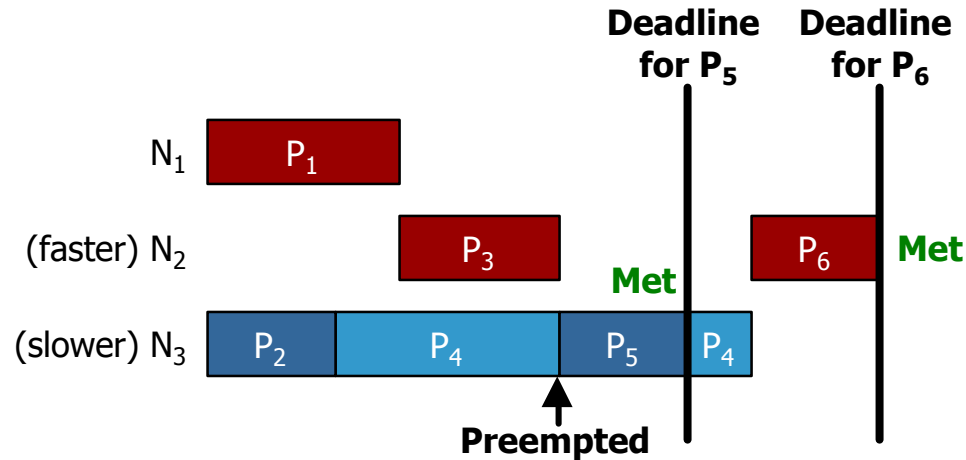 Deadline for P₅
Deadline for P₆
N₁
P₁
(faster) N₂
P₃
P₆
Met
Met
(slower) N₃
P₂
P₄
P₅
P₄
Preempted